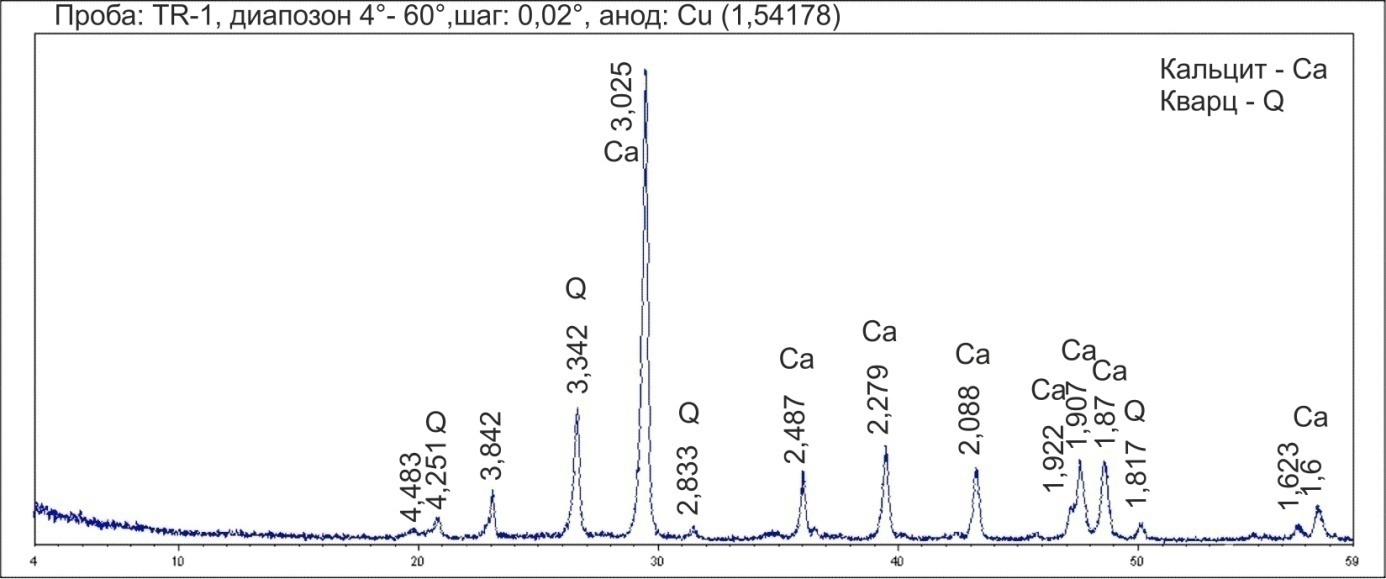 Проба: TR-1, диапозон 4°- 60°,шаг: 0,02°, анод: Cu (1,54178)
Кальцит - Ca
Кварц - Q
3,025
Ca
Q
3,342
Ca
2,279
Ca
2,487
Ca
2,088
Ca
1,907
Ca
1,87
Ca
1,922
Q
1,817
Q
2,833
Q
4,251
4,483
3,842
Ca
1,6
1,623
4
10
20
30
40
50
59